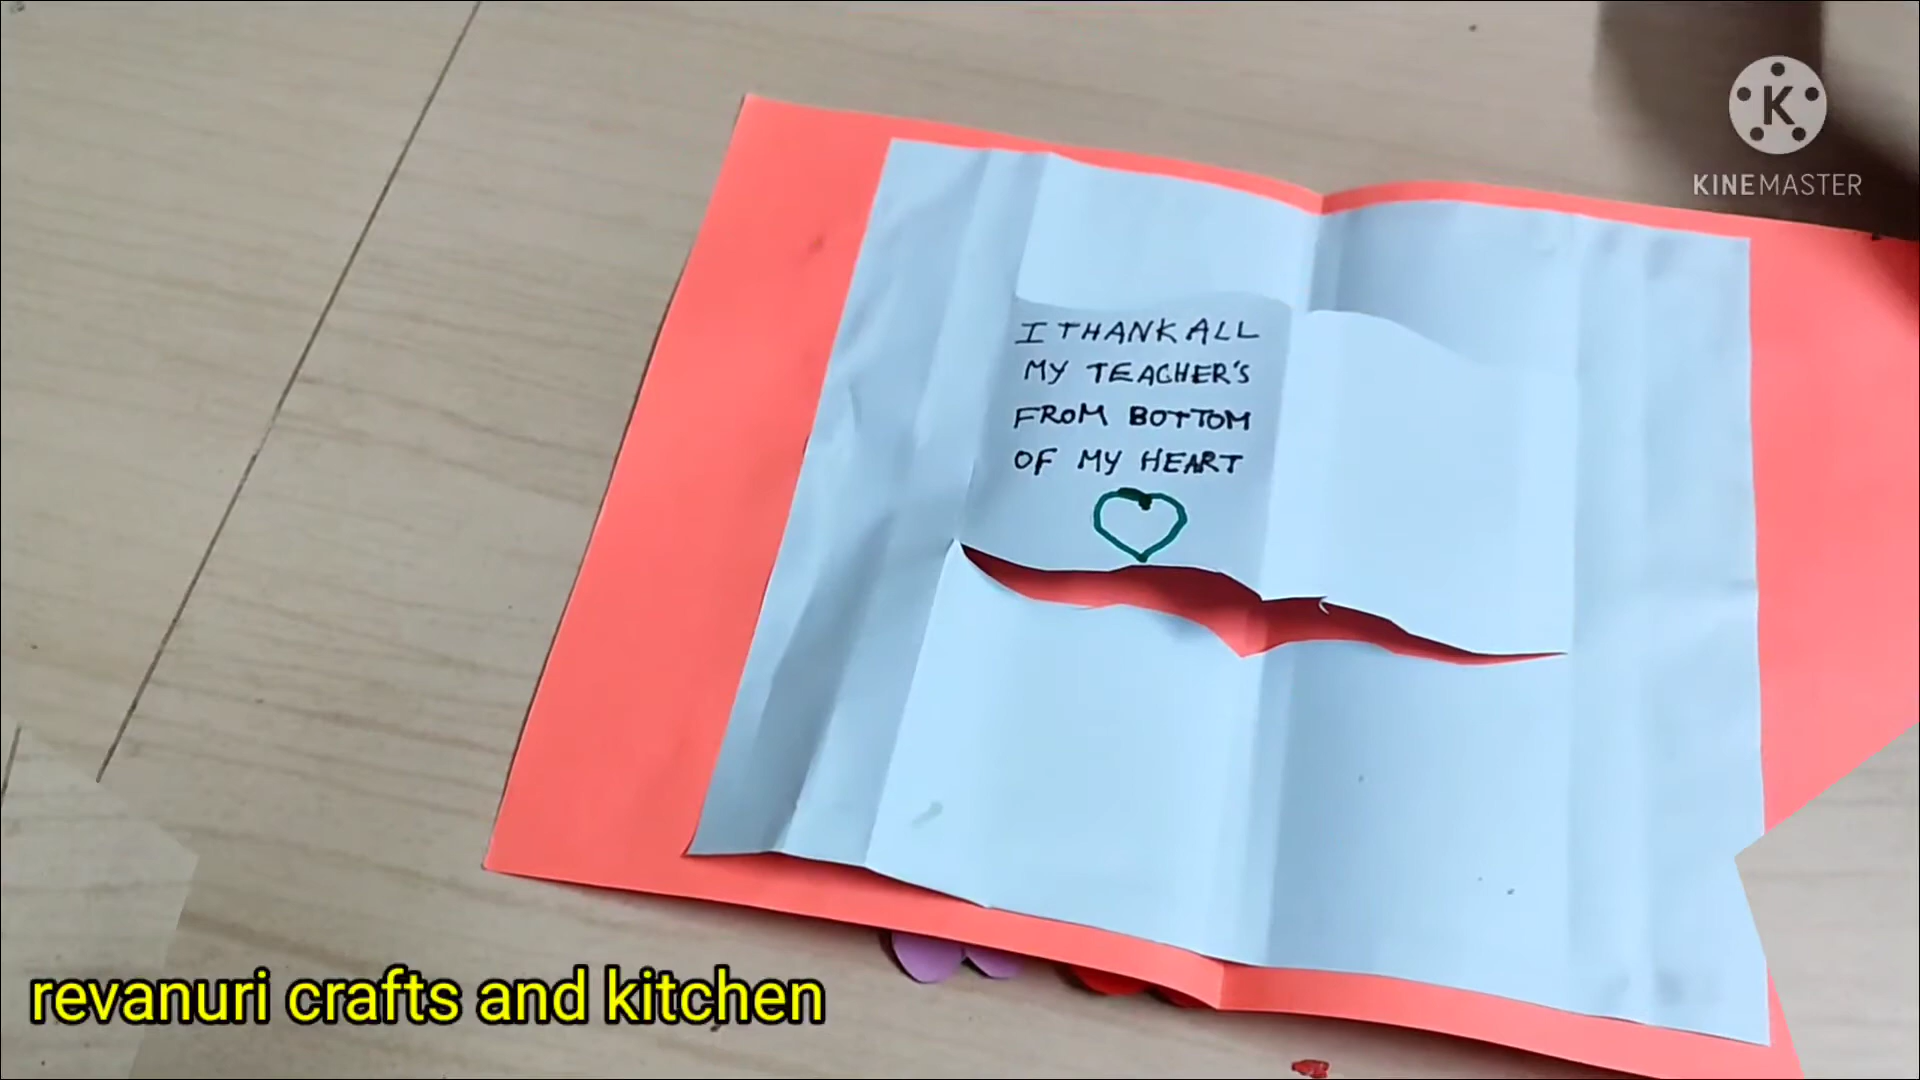 K
KINEMASTER
I THANK ALL
MY TEACHER'S
FROM BOTTOM
OF MY HEART
revanuri crafts and kitchen